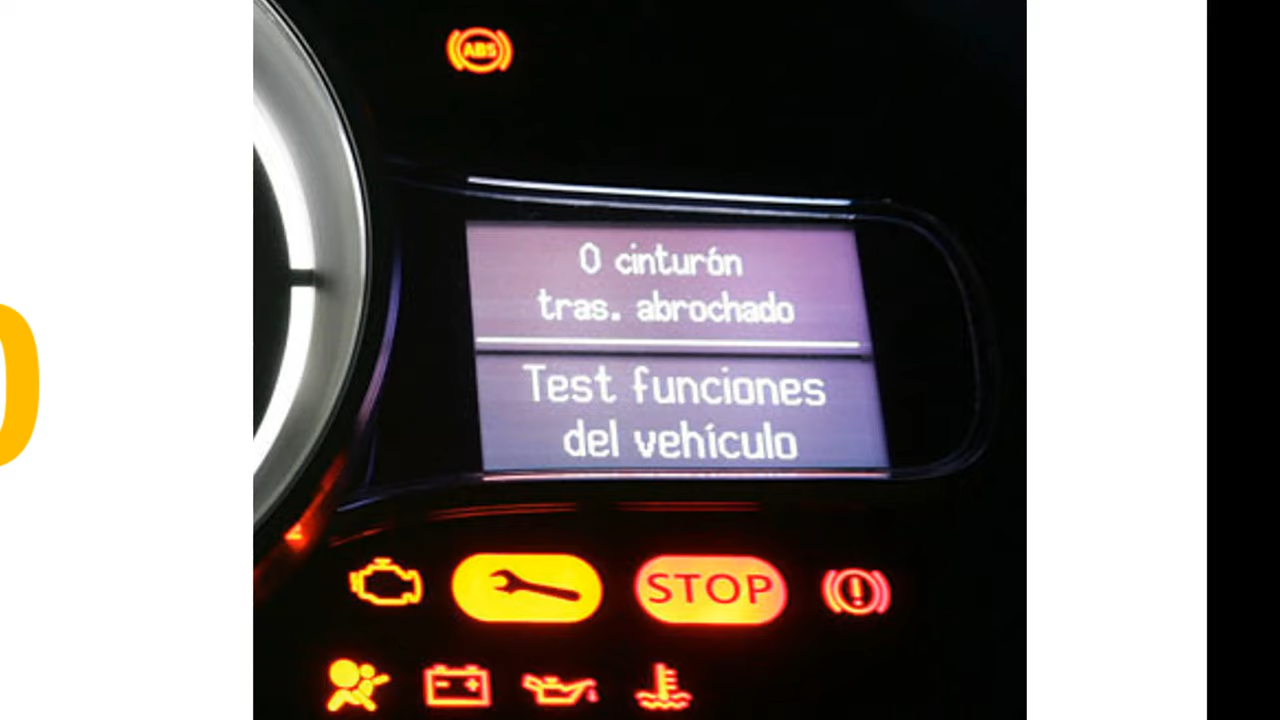 ABS
0 cinturón
tras. abrochado
Test funciones
del vehículo
STOP